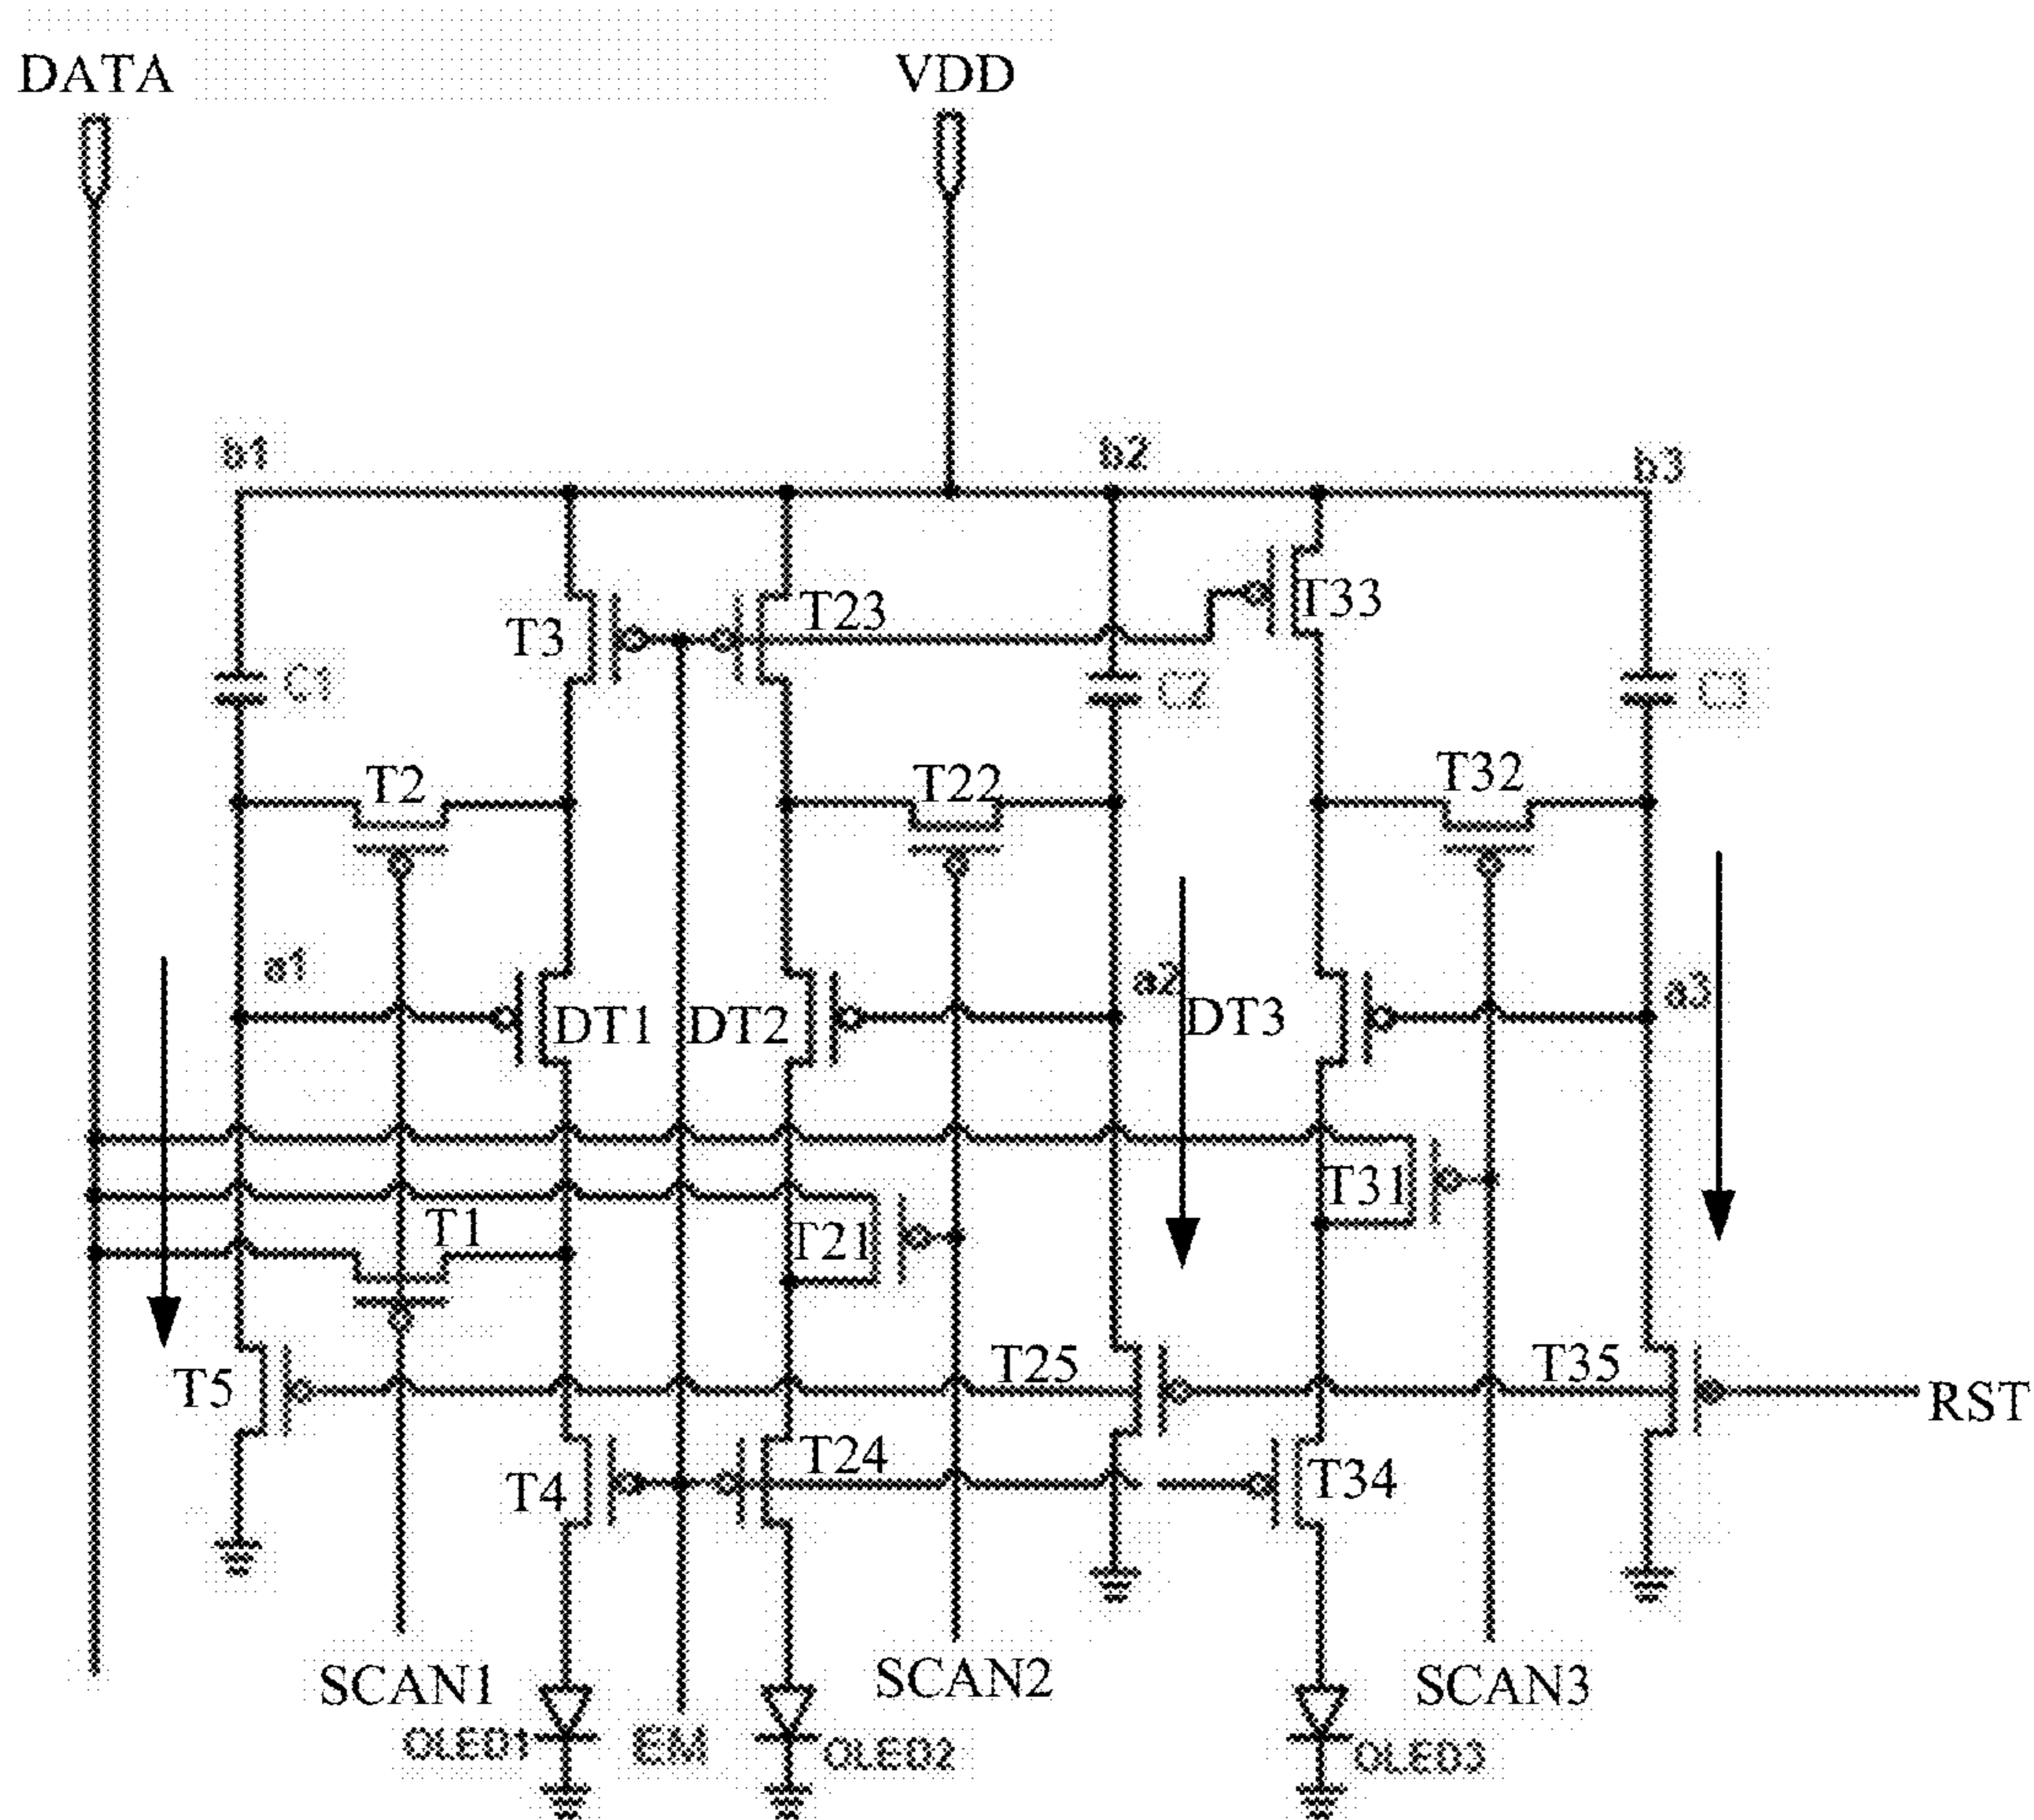 DATA
VDD
b1
b2
b3
T3
T23
T33
C1
C2
C3
T2
T22
T32
a1
DT1
DT2
a2
DT3
a3
T1
T21
T31
T5
T25
T35
RST
T4
T24
T34
SCAN1
SCAN2
SCAN3
OLED1
EM
OLED2
OLED3